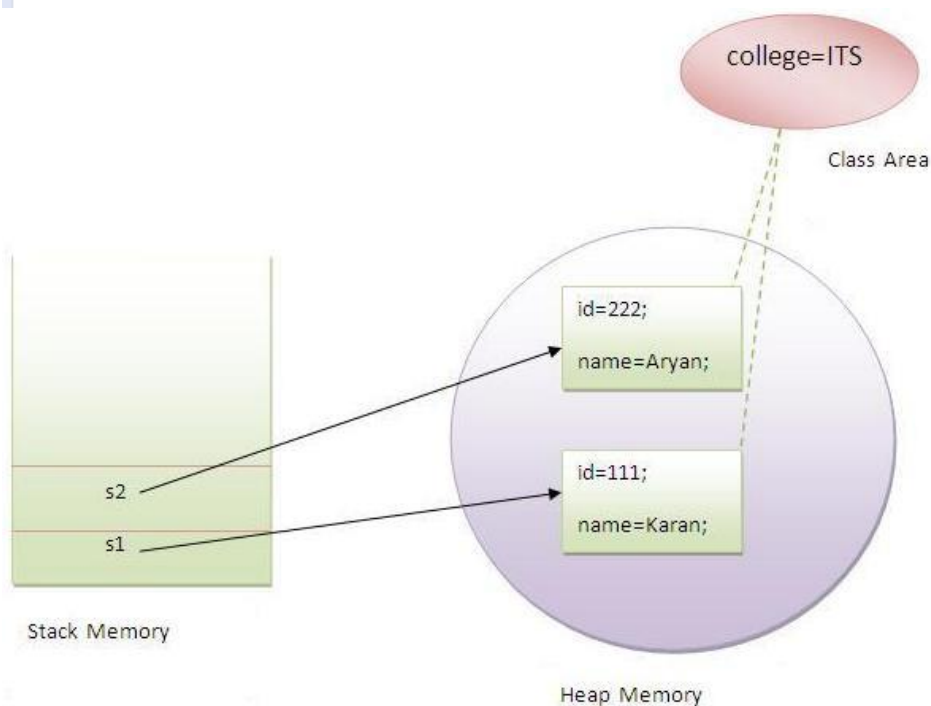 college=ITS
Class Area
id=222;
name=Aryan;
s2
id=111;
name=Karan;
s1
Stack Memory
Heap Memory